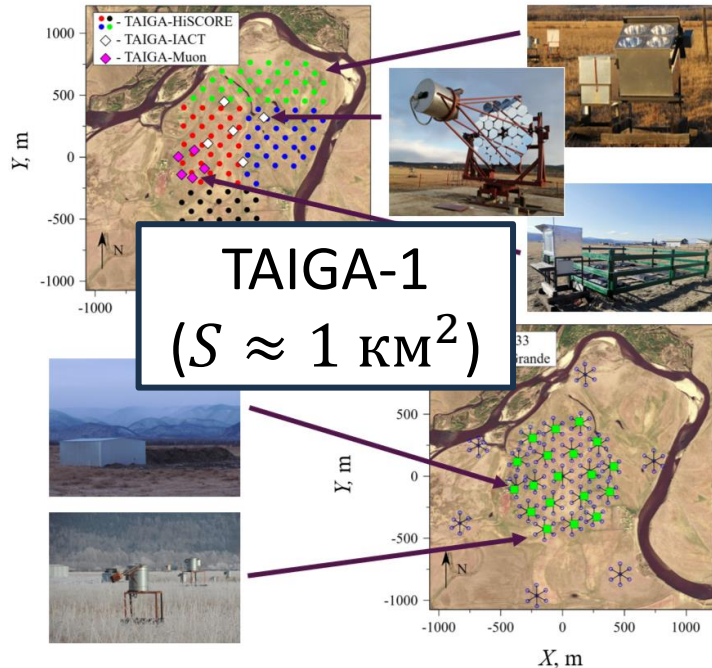 1000
500
0
-500
-1000
Y, m
- TAIGA-HiSCORE
- TAIGA-IACT
- TAIGA-Muon
N
-1000
TAIGA-1
(S ≈ 1 км²)
33
Grande
500
0
-500
-1000
Y, m
N
-1000 -500 0 500 1000
X, m